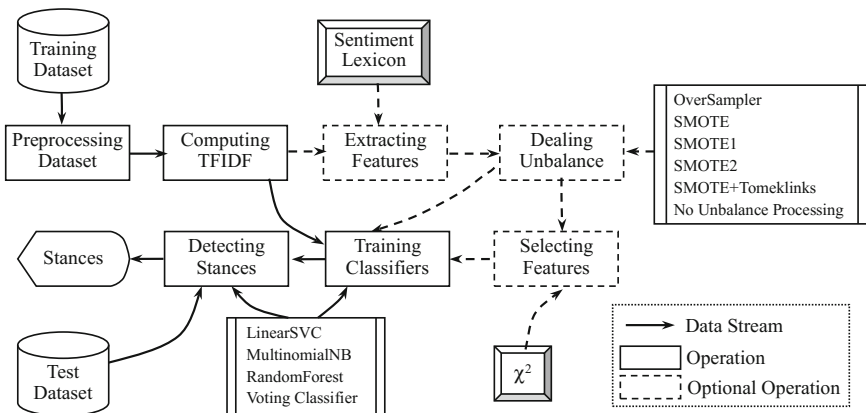 Training
Dataset
Sentiment
Lexicon
Preprocessing
Dataset
Computing
TFIDF
Extracting
Features
Dealing
Unbalance
OverSampler
SMOTE
SMOTE1
SMOTE2
SMOTE+Tomeklinks
No Unbalance Processing
Stances
Detecting
Stances
Training
Classifiers
Selecting
Features
Test
Dataset
LinearSVC
MultinomialNB
RandomForest
Voting Classifier
χ²
Data Stream
Operation
Optional Operation